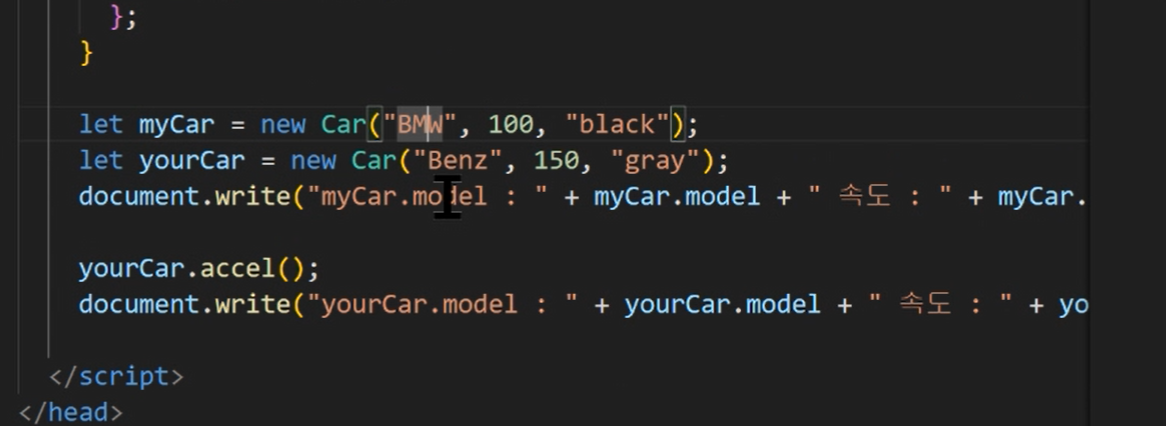 };
}
let myCar = new Car("BMW", 100, "black");
let yourCar = new Car("Benz", 150, "gray");
document.write("myCar.model : " + myCar.model + " 속도 : " + myCar.
yourCar.accel();
document.write("yourCar.model : " + yourCar.model + " 속도 : " + yo
</script>
</head>